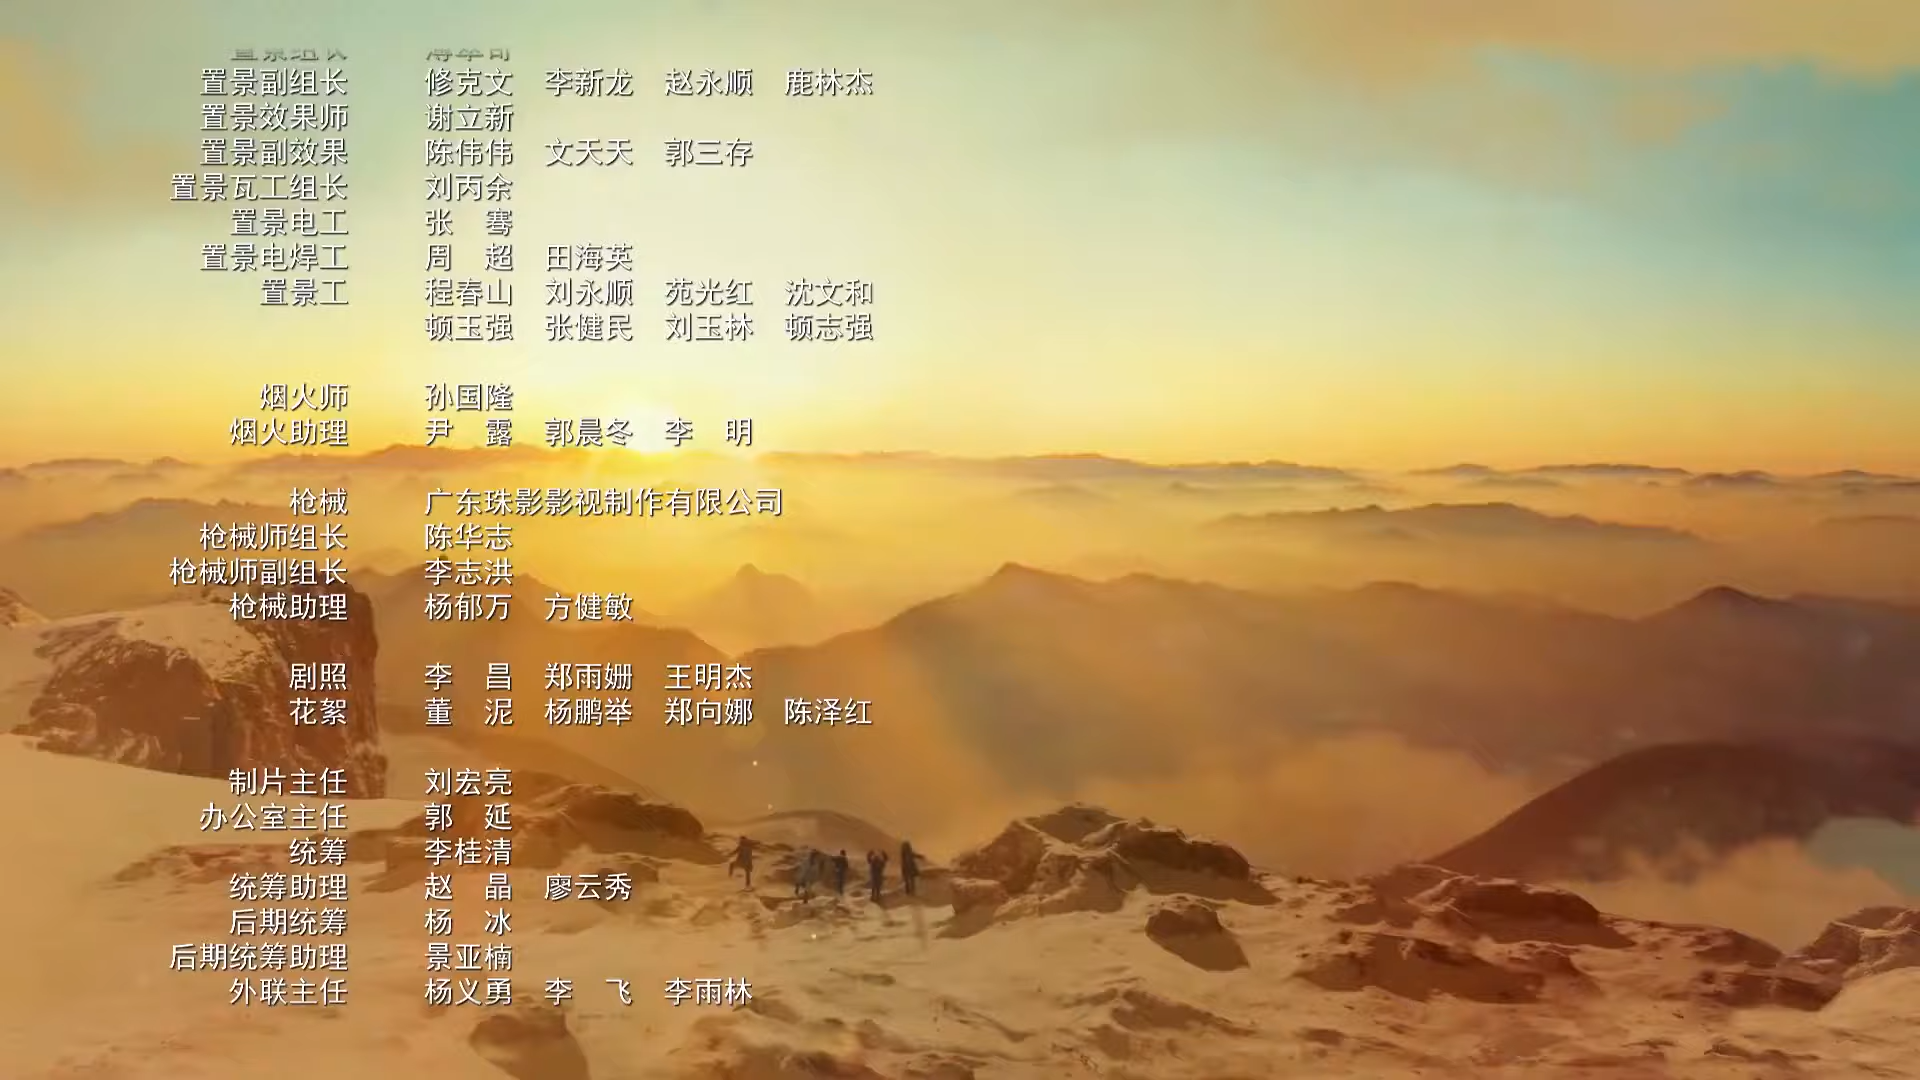 置景组长
置景副组长 修克文 李新龙 赵永顺 鹿林杰
置景效果师 谢立新
置景副效果 陈伟伟 文天天 郭三存
置景瓦工组长 刘丙余
置景电工 张 骞
置景电焊工 周 超 田海英
置景工 程春山 刘永顺 苑光红 沈文和
顿玉强 张健民 刘玉林 顿志强
烟火师 孙国隆
烟火助理 尹 露 郭晨冬 李 明
枪械 广东珠影影视制作有限公司
枪械师组长 陈华志
枪械师副组长 李志洪
枪械助理 杨郁万 方健敏
剧照 李 昌 郑雨姗 王明杰
花絮 董 泥 杨鹏举 郑向娜 陈泽红
制片主任 刘宏亮
办公室主任 郭 延
统筹 李桂清
统筹助理 赵 晶 廖云秀
后期统筹 杨 冰
后期统筹助理 景亚楠
外联主任 杨义勇 李 飞 李雨林